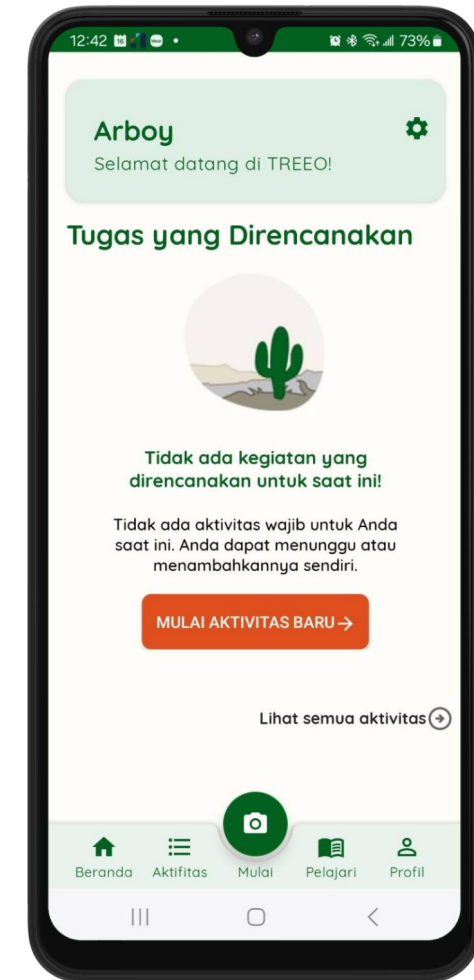 12:42
73%
Arboy
Selamat datang di TREEO!
Tugas yang Direncanakan
Tidak ada kegiatan yang
direncanakan untuk saat ini!
Tidak ada aktivitas wajib untuk Anda
saat ini. Anda dapat menunggu atau
menambahkannya sendiri.
MULAI AKTIVITAS BARU
Lihat semua aktivitas
Beranda Aktifitas Mulai Pelajari Profil